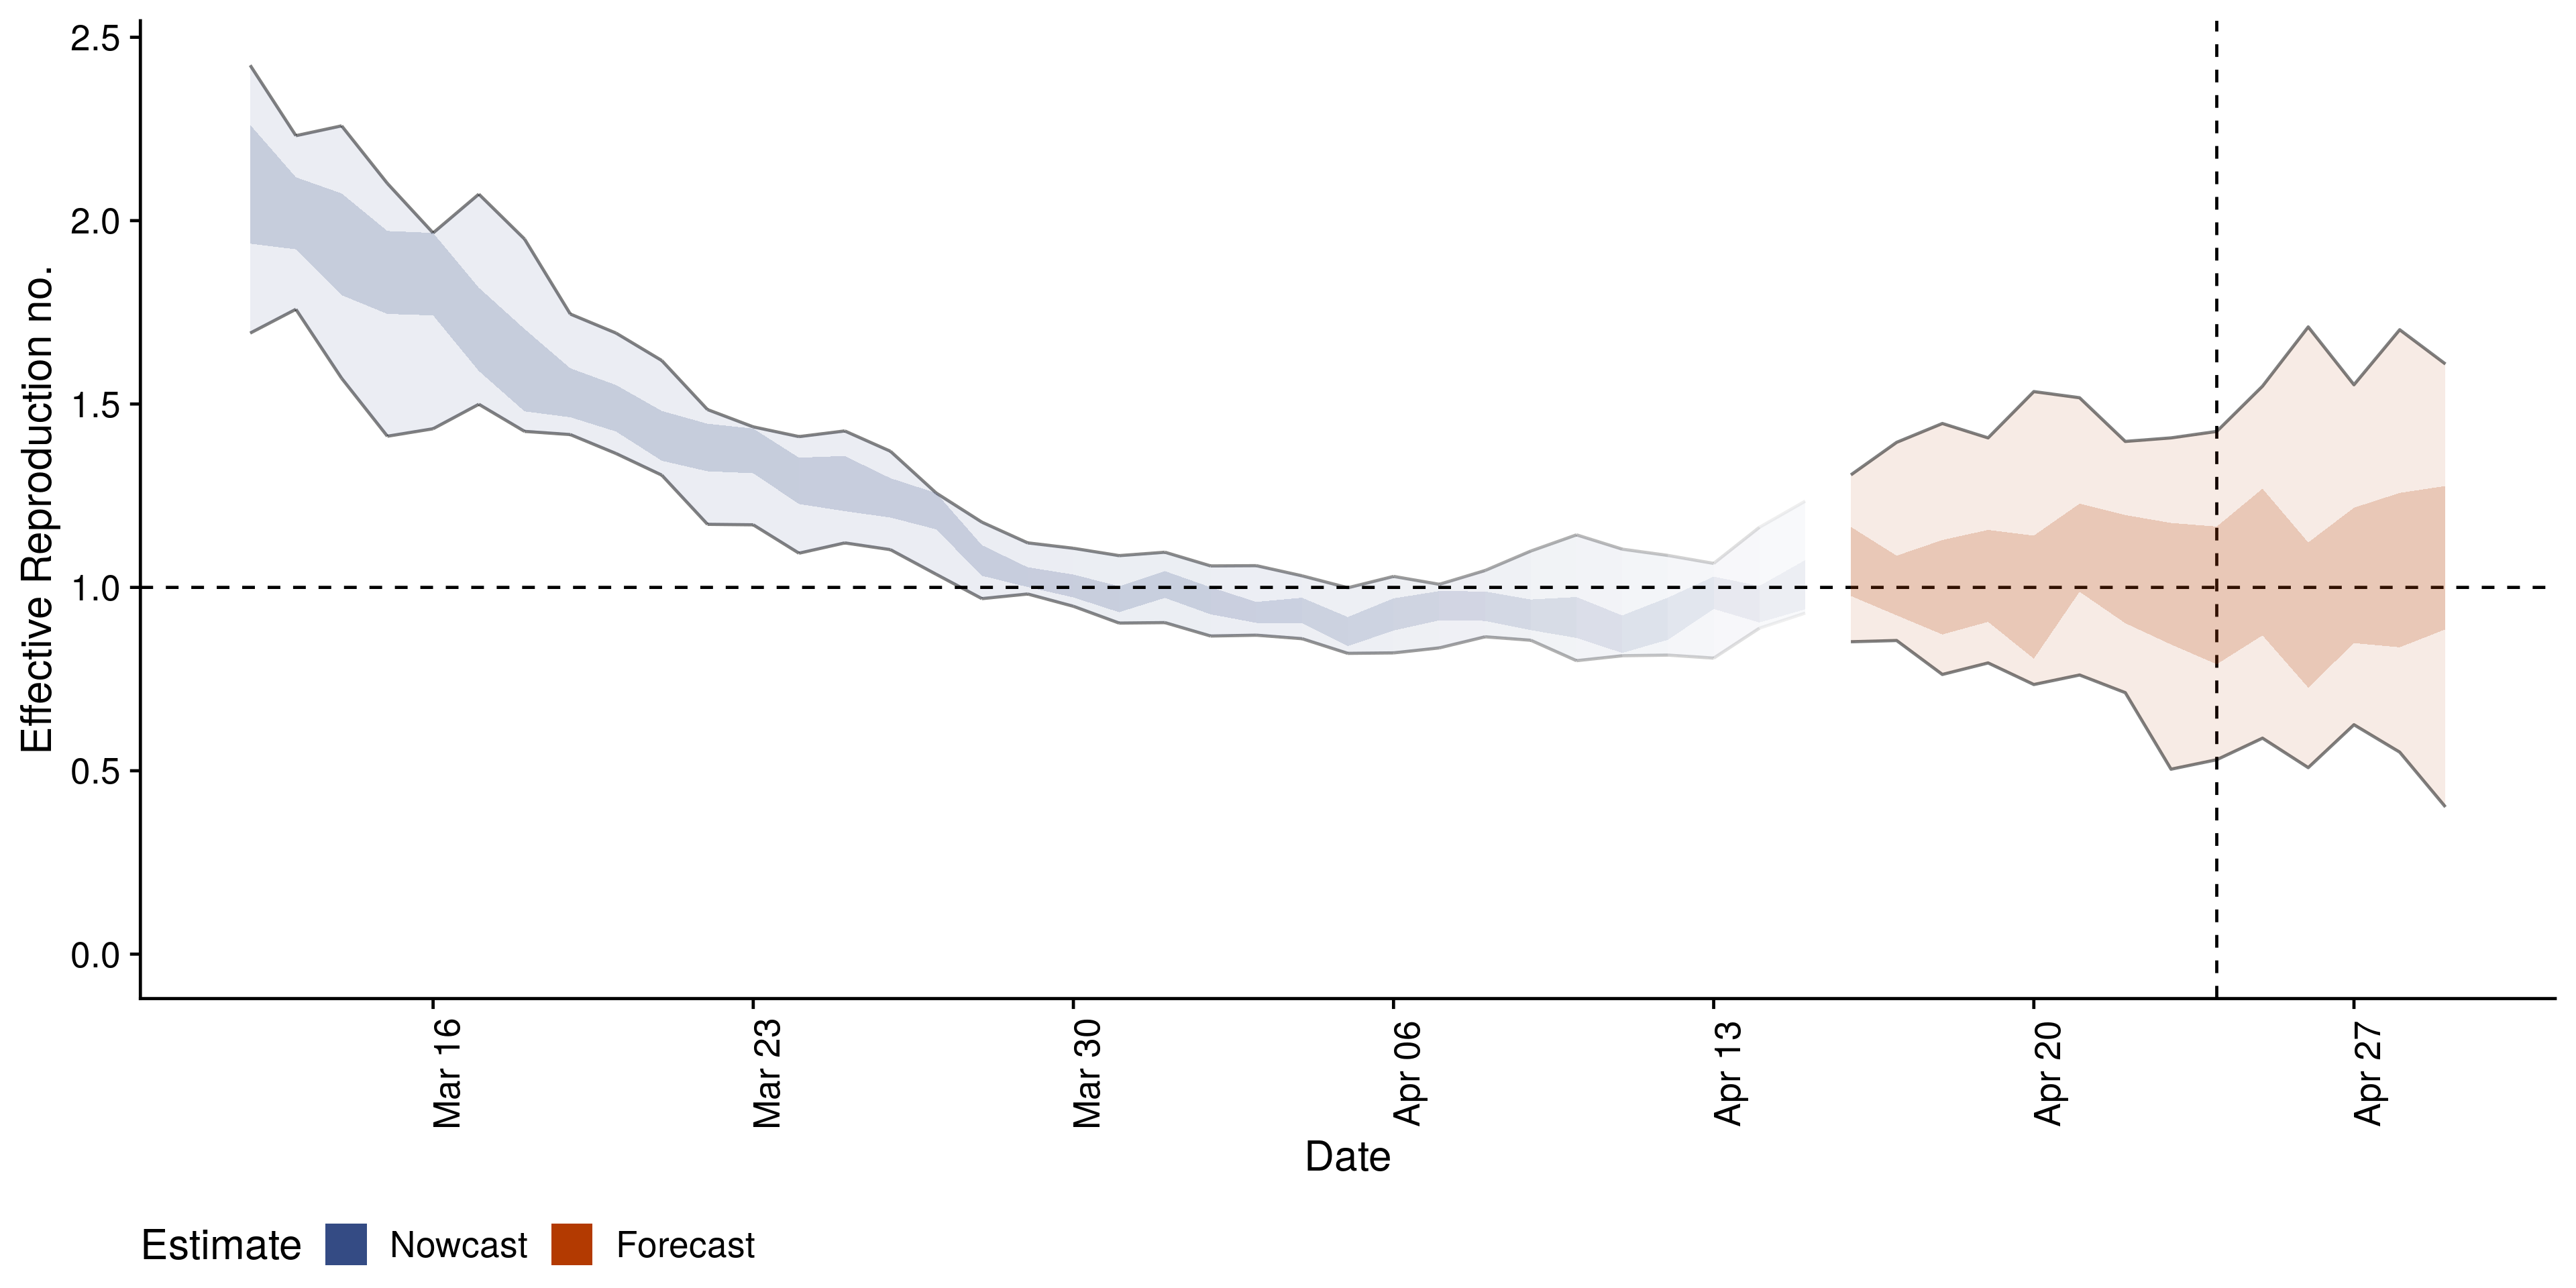 Effective Reproduction no.
2.5
2.0
1.5
1.0
0.5
0.0
Mar 16
Mar 23
Mar 30
Apr 06
Apr 13
Apr 20
Apr 27
Date
Estimate Nowcast Forecast